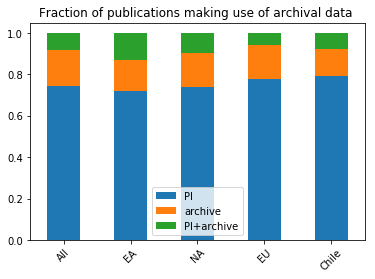 Fraction of publications making use of archival data
1.0
0.8
0.6
0.4
0.2
0.0
PI
archive
PI+archive
All
EA
NA
EU
Chile